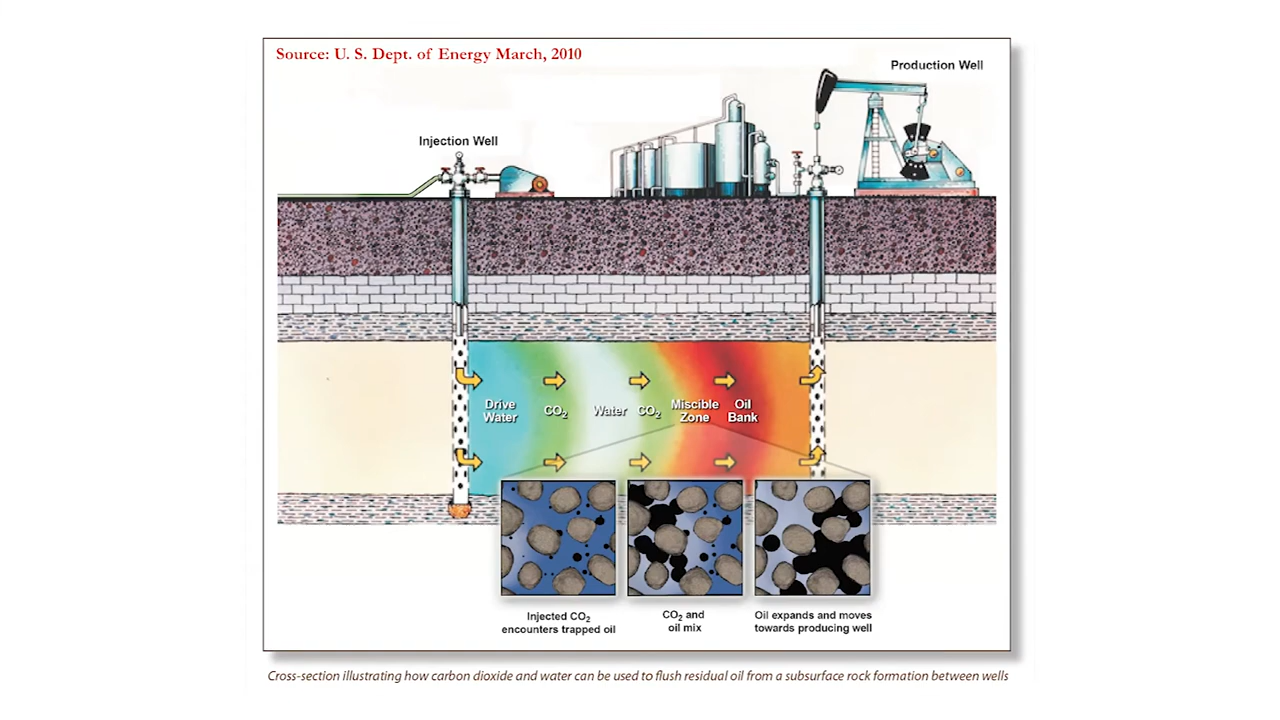 Source: U. S. Dept. of Energy March, 2010
Production Well
Injection Well
Drive
Water
CO₂
Water
CO₂
Miscible
Zone
Oil
Bank
Injected CO₂
encounters trapped oil
CO₂ and
oil mix
Oil expands and moves
towards producing well
Cross-section illustrating how carbon dioxide and water can be used to flush residual oil from a subsurface rock formation between wells